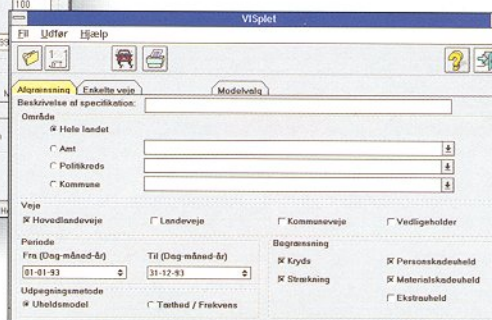 100
VISplet
Fil Udfør Hjælp
Afgrænsning Enkelte veje Modelvalg
Beskrivelse af specifikation:
Område
Hele landet
Amt
Politikreds
Kommune
Veje
Hovedlandeveje Landeveje Kommuneveje Vedligeholder
Periode Begrænsning
Fra (Dag-måned-år) Til (Dag-måned-år) Kryds Personskadeuheld
01-01-93 31-12-93 Strækning Materialskadeuheld
Ekstrauheld
Udpegningsmetode
Uheldsmodel Tæthed / Frekvens